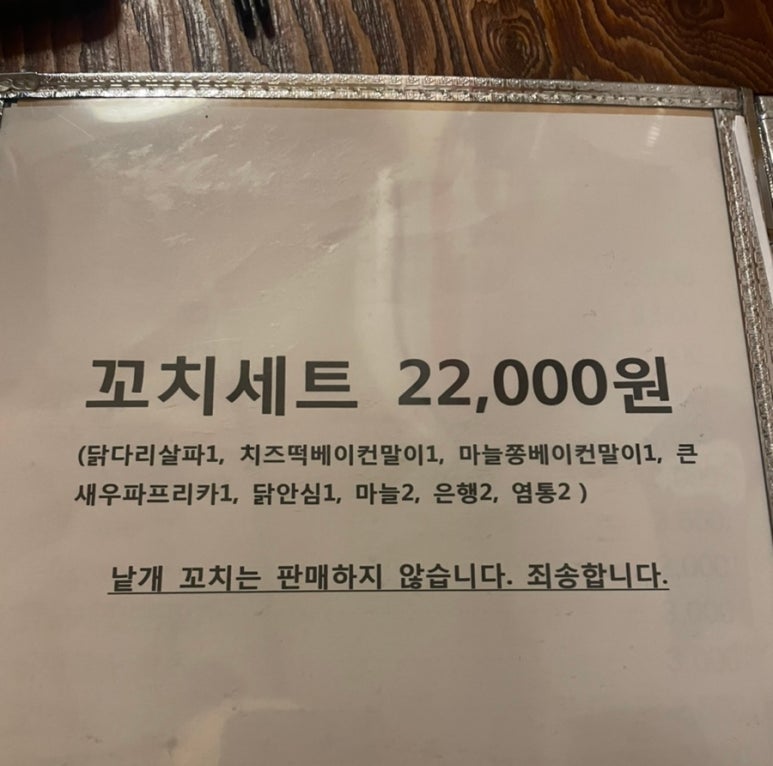 꼬치세트 22,000원
(닭다리살파1, 치즈떡베이컨말이1, 마늘쫑베이컨말이1, 큰
새우파프리카1, 닭안심1, 마늘2, 은행2, 염통2 )
낱개 꼬치는 판매하지 않습니다. 죄송합니다.